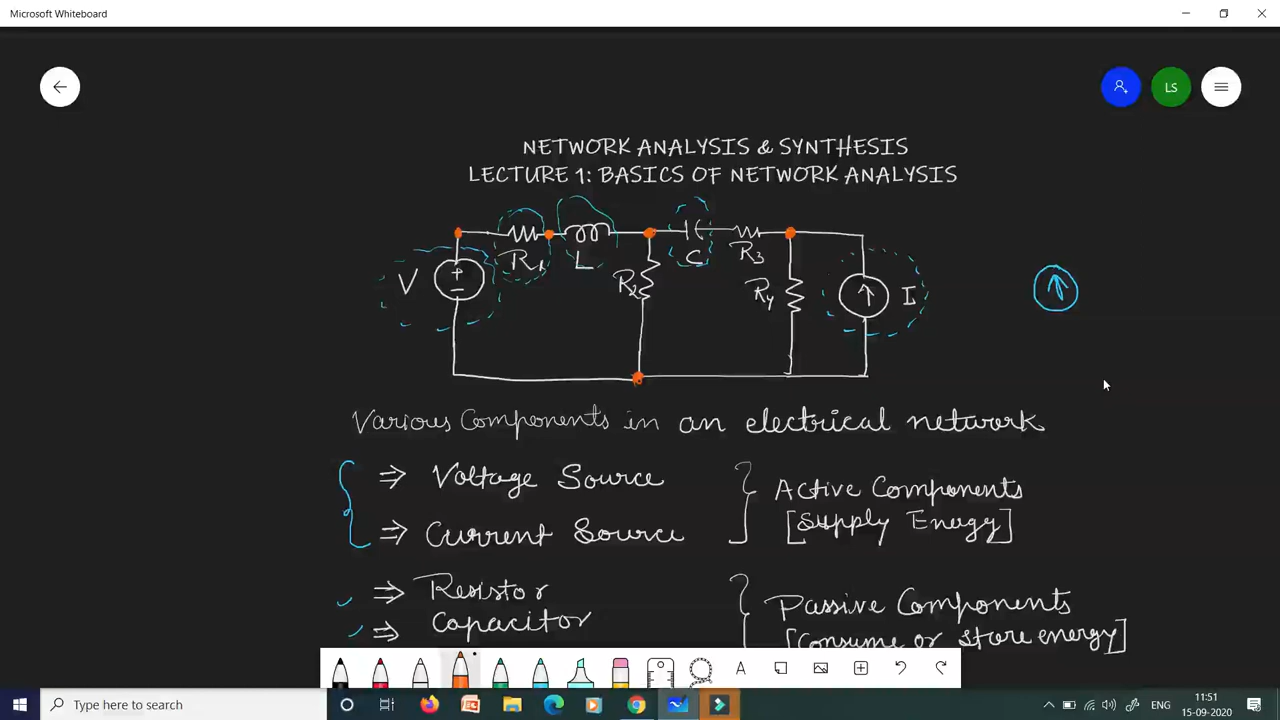 Microsoft Whiteboard
LS
NETWORK ANALYSIS & SYNTHESIS
LECTURE 1: BASICS OF NETWORK ANALYSIS
V
+
-
R1
L
R2
C
R3
R4
I
Various Components in an electrical network
⇒ Voltage Source
⇒ Current Source
Active Components
[Supply Energy]
⇒ Resistor
⇒ Capacitor
Passive Components
[Consume or store energy]
A
Type here to search
ENG
11:51
15-09-2020